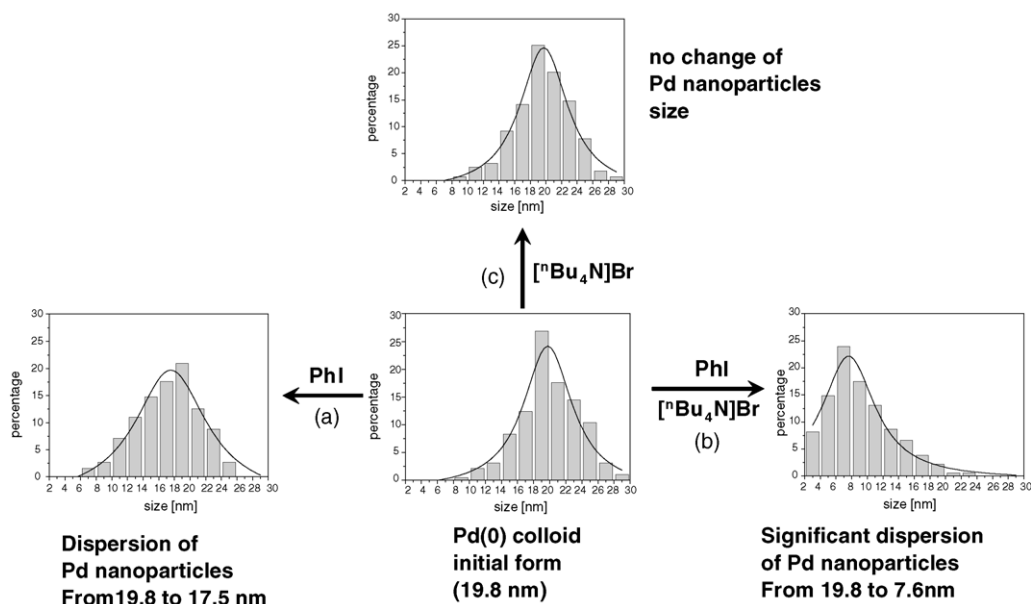 30
25
20
15
10
5
0
percentage
2 4 6 8 10 12 14 16 18 20 22 24 26 28 30
size [nm]
no change of
Pd nanoparticles
size
(c)
[ⁿBu₄N]Br
30
25
20
15
10
5
0
percentage
2 4 6 8 10 12 14 16 18 20 22 24 26 28 30
size [nm]
PhI
(a)
30
25
20
15
10
5
0
percentage
2 4 6 8 10 12 14 16 18 20 22 24 26 28 30
size [nm]
PhI
[ⁿBu₄N]Br
(b)
30
25
20
15
10
5
0
percentage
2 4 6 8 10 12 14 16 18 20 22 24 26 28 30
size [nm]
Dispersion of
Pd nanoparticles
From19.8 to 17.5 nm
Pd(0) colloid
initial form
(19.8 nm)
Significant dispersion
of Pd nanoparticles
From 19.8 to 7.6nm